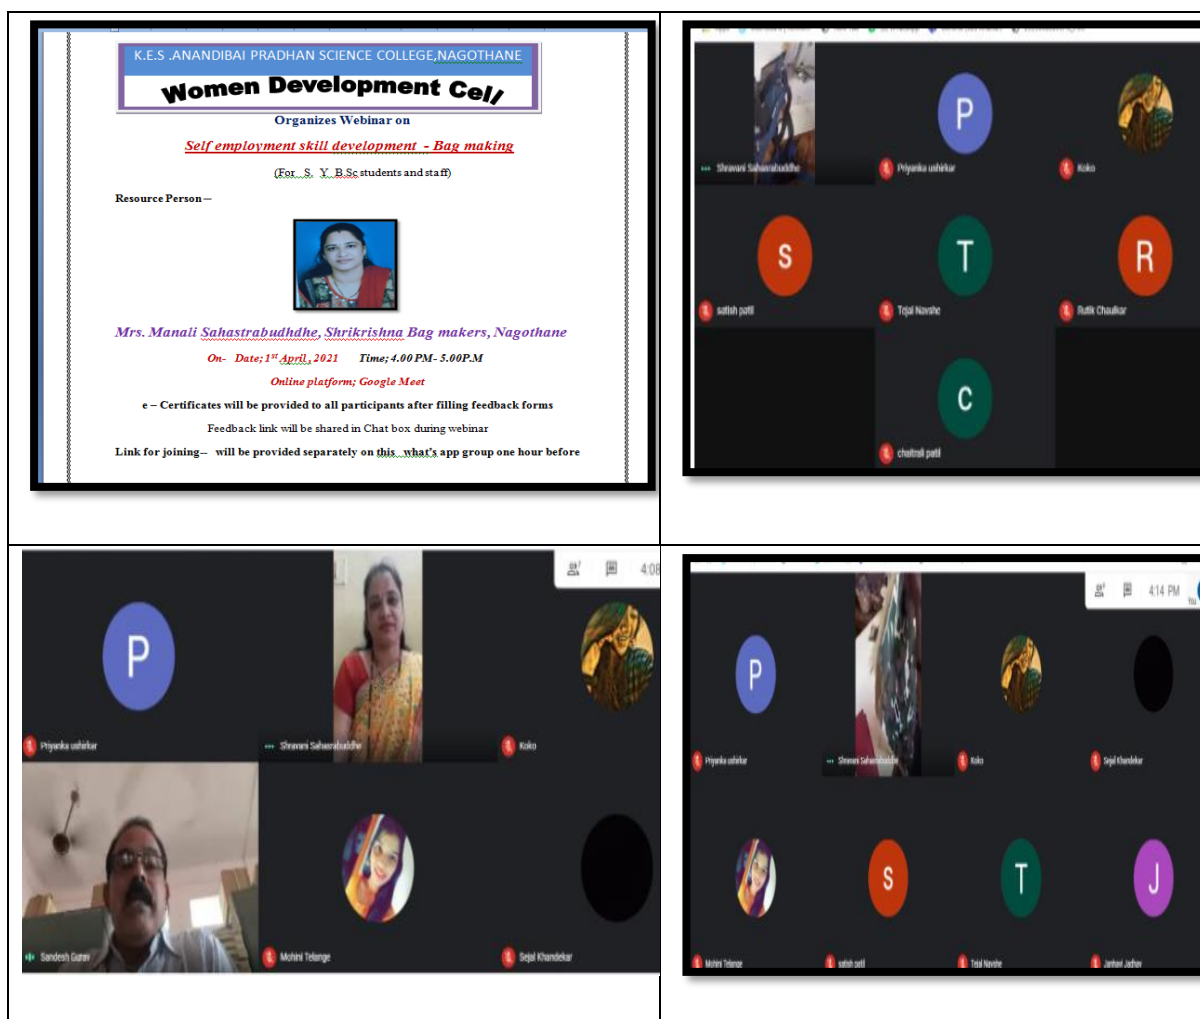 K.E.S .ANANDIBAI PRADHAN SCIENCE COLLEGE,NAGOTHANE
Women Development Cell
Organizes Webinar on
Self employment skill development - Bag making
(For S. Y B.Sc students and staff)
Resource Person –
Mrs. Manali Sahastrabudhdhe, Shrikrishna Bag makers, Nagothane
On- Date; 1st April, 2021 Time; 4.00 PM- 5.00P.M
Online platform; Google Meet
e – Certificates will be provided to all participants after filling feedback forms
Feedback link will be shared in Chat box during webinar
Link for joining-- will be provided separately on this what's app group one hour before
P
Shravani Sahasrabuddhe
Priyanka ushirkar
Koko
S
T
R
satish patil
Tejal Navshe
Rutik Chaulkar
C
chaitrali patil
4:08
P
Priyanka ushirkar
Shravani Sahasrabuddhe
Koko
Sandesh Gurav
Mohini Telange
Sejal Khandekar
4:14 PM
You
P
Priyanka ushirkar
Shravani Sahasrabuddhe
Koko
Sejal Khandekar
S
T
J
Mohini Telange
satish patil
Tejal Navshe
Janhavi Jadhav